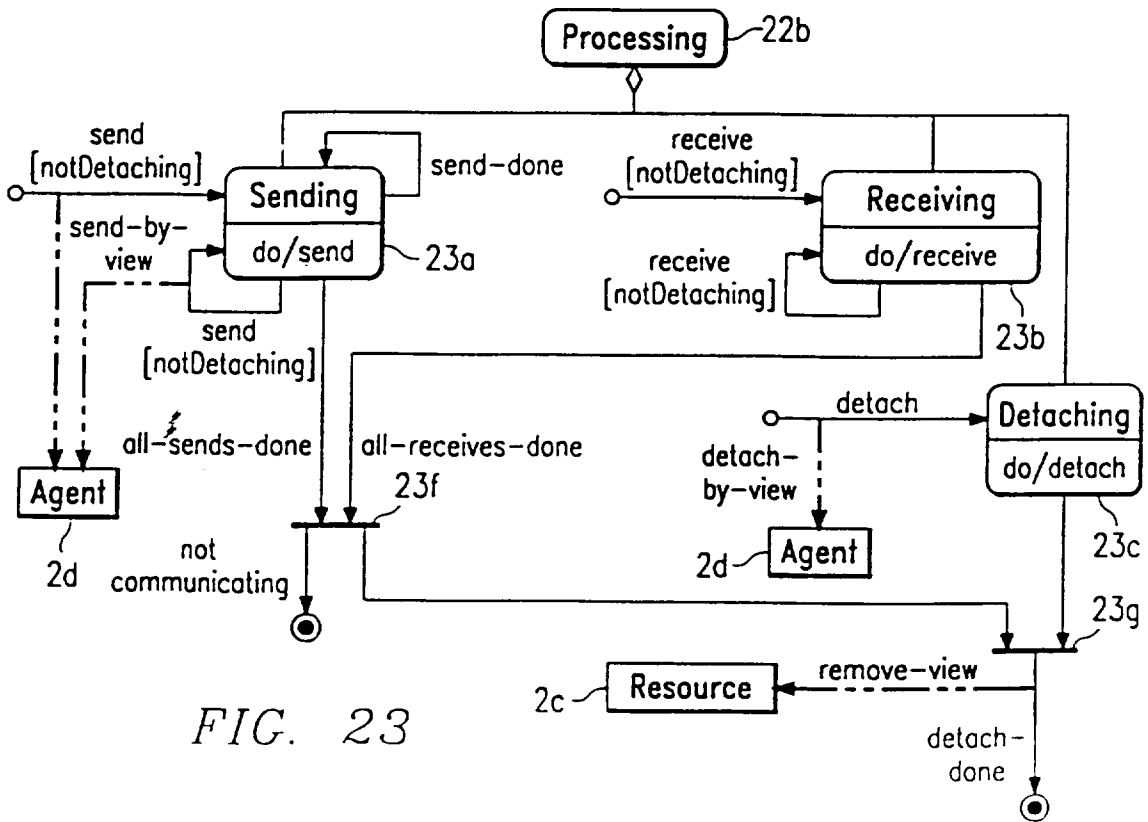 Processing
22b
send
[notDetaching]
send-done
receive
[notDetaching]
Sending
Receiving
send-by-
view
do/send
23a
do/receive
receive
[notDetaching]
23b
send
[notDetaching]
detach
Detaching
all-sends-done
all-receives-done
detach-
by-view
do/detach
Agent
23f
23c
2d
not
communicating
2d
Agent
23g
remove-view
Resource
2c
FIG. 23
detach-
done